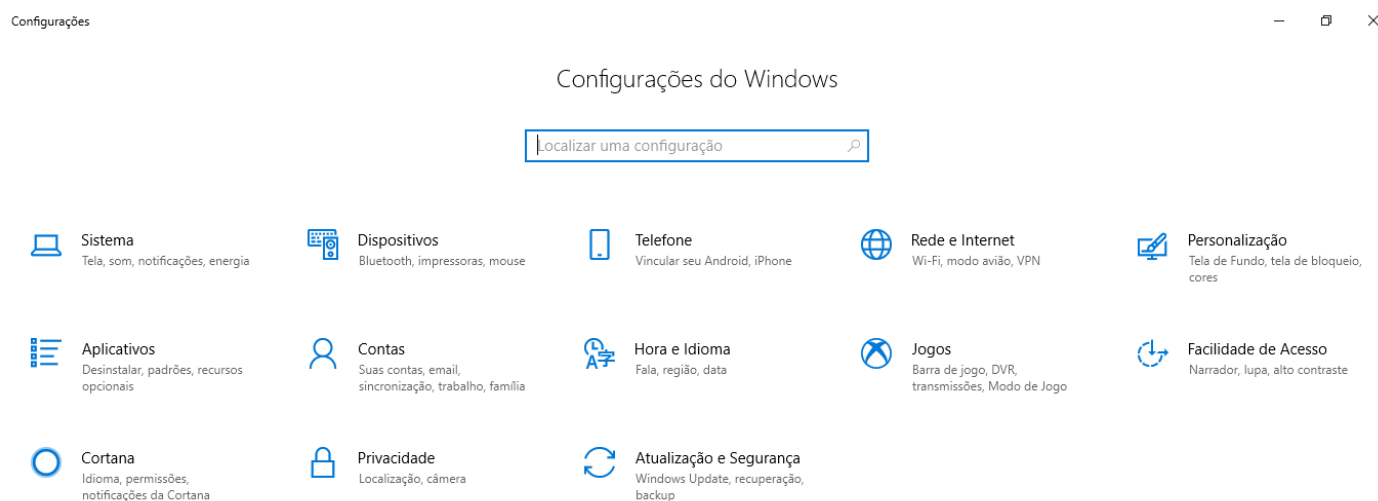 Configurações
Configurações do Windows
Localizar uma configuração
Sistema
Tela, som, notificações, energia
Dispositivos
Bluetooth, impressoras, mouse
Telefone
Vincular seu Android, iPhone
Rede e Internet
Wi-Fi, modo avião, VPN
Personalização
Tela de Fundo, tela de bloqueio,
cores
Aplicativos
Desinstalar, padrões, recursos
opcionais
Contas
Suas contas, email,
sincronização, trabalho, família
Hora e Idioma
Fala, região, data
Jogos
Barra de jogo, DVR,
transmissões, Modo de Jogo
Facilidade de Acesso
Narrador, lupa, alto contraste
Cortana
Idioma, permissões,
notificações da Cortana
Privacidade
Localização, câmera
Atualização e Segurança
Windows Update, recuperação,
backup